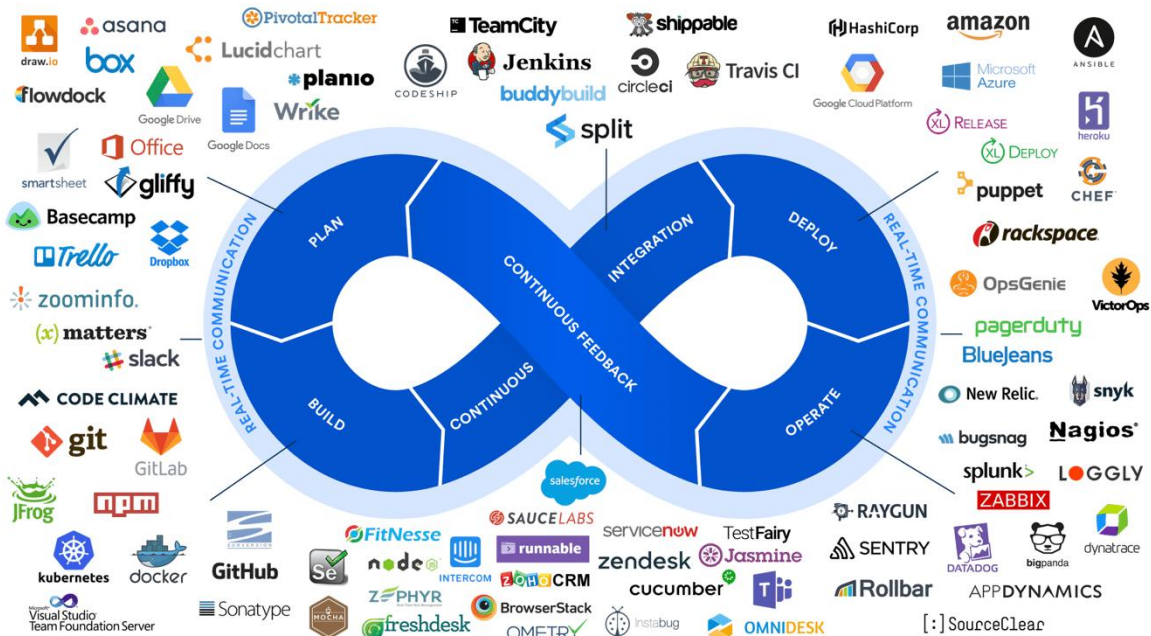 draw.io
asana
PivotalTracker
box
Lucidchart
flowdock
Google Drive
planio
Google Docs
Wrike
smartsheet
Office
gliffy
Basecamp
Trello
Dropbox
zoominfo.
(x) matters
slack
CODE CLIMATE
git
GitLab
JFrog
npm
kubernetes
docker
SUBVERSION
GitHub
Microsoft
Visual Studio
Team Foundation Server
Sonatype
TC
TeamCity
shippable
CODESHIP
Jenkins
buddybuild
circleci
Travis CI
split
HashiCorp
amazon
ANSIBLE
Google Cloud Platform
Microsoft
Azure
XL RELEASE
heroku
XL DEPLOY
puppet
CHEF
rackspace
OpsGenie
VictorOps
pagerduty
BlueJeans
New Relic.
snyk
bugsnag
Nagios®
splunk>
LOGGLY
ZABBIX
RAYGUN
SENTRY
DATADOG
bigpanda
dynatrace
Rollbar
APPDYNAMICS
[:]SourceClear
REAL-TIME COMMUNICATION
PLAN
BUILD
CONTINUOUS
INTEGRATION
CONTINUOUS FEEDBACK
DEPLOY
OPERATE
REAL-TIME COMMUNICATION
salesforce
FitNesse
SAUCELABS
servicenow
TestFairy
Se
node
JS
INTERCOM
runnable
zendesk
Jasmine
ZEPHYR
ZOHO CRM
cucumber
T
MOCHA
freshdesk
BrowserStack
OMETRY
instabug
OMNIDESK